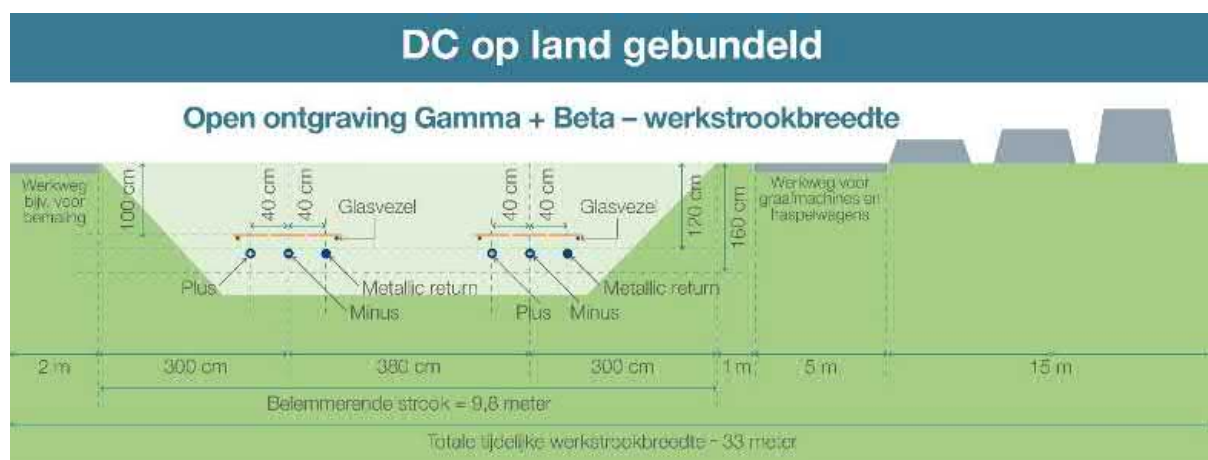 DC op land gebundeld
Open ontgraving Gamma + Beta – werkstrookbreedte
Werkweg
bijv. voor
bemaling
100 cm
40 cm
40 cm
Glasvezel
40 cm
40 cm
Glasvezel
120 cm
160 cm
Werkweg voor
graafmachines en
haspelwagens
Plus
Metallic return
Minus
Plus
Minus
Metallic return
2 m
300 cm
380 cm
300 cm
1 m
5 m
15 m
Belemmerende strook = 9,8 meter
Totale tijdelijke werkstrookbreedte - 33 meter